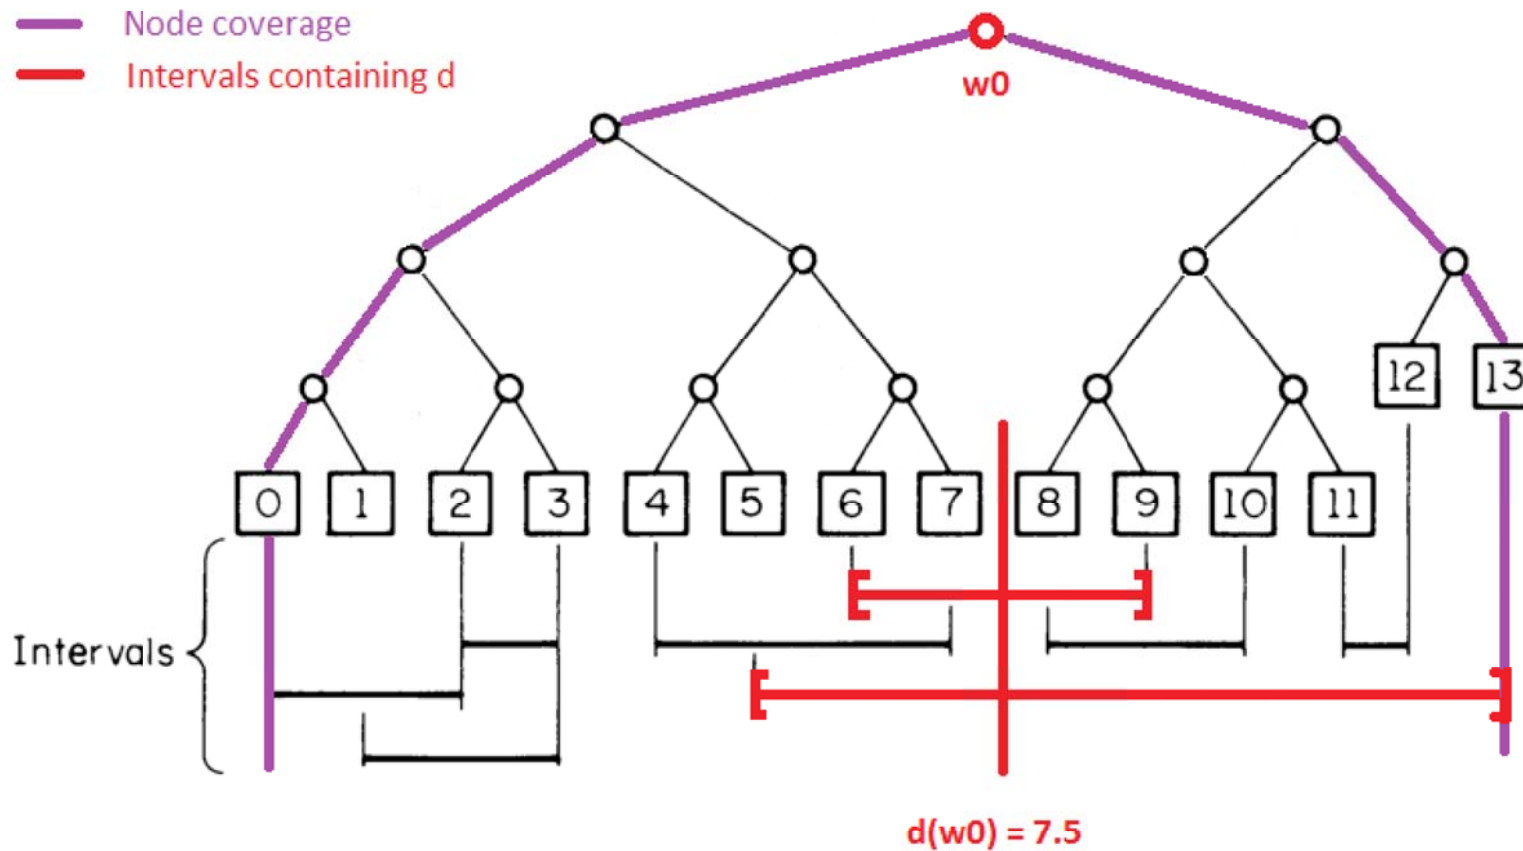 Node coverage
Intervals containing d
w0
12 13
0 1 2 3 4 5 6 7 8 9 10 11
Intervals
d(w0) = 7.5